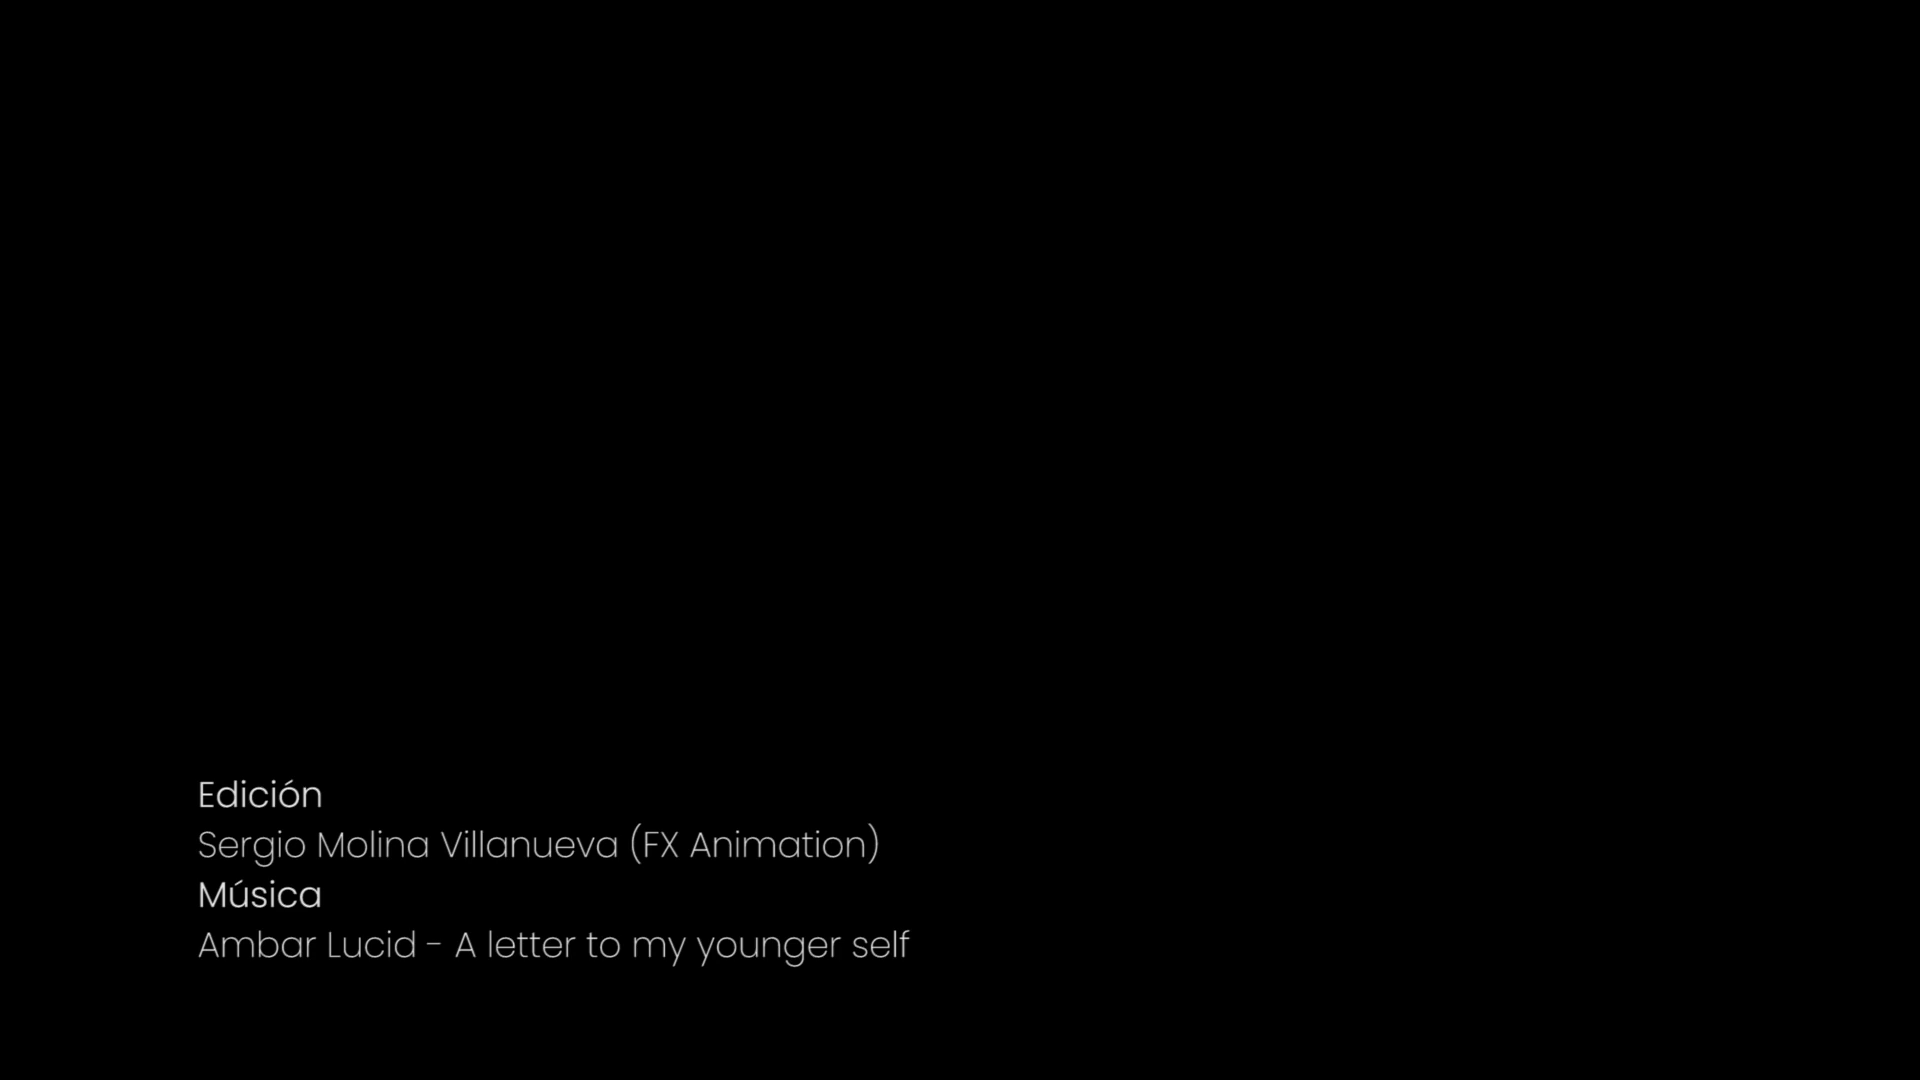 Edición
Sergio Molina Villanueva (FX Animation)
Música
Ambar Lucid - A letter to my younger self